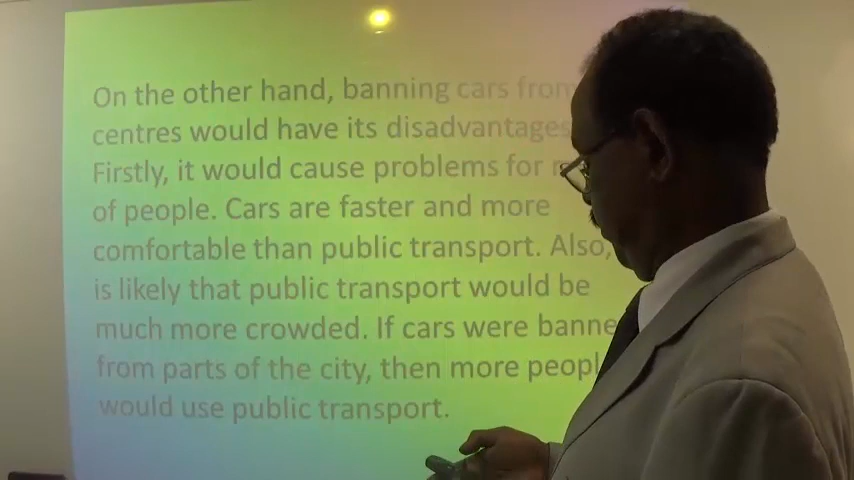 On the other hand, banning cars from
centres would have its disadvantages
Firstly, it would cause problems for
of people. Cars are faster and more
comfortable than public transport. Also,
is likely that public transport would be
much more crowded. If cars were banne
from parts of the city, then more peopl
would use public transport.